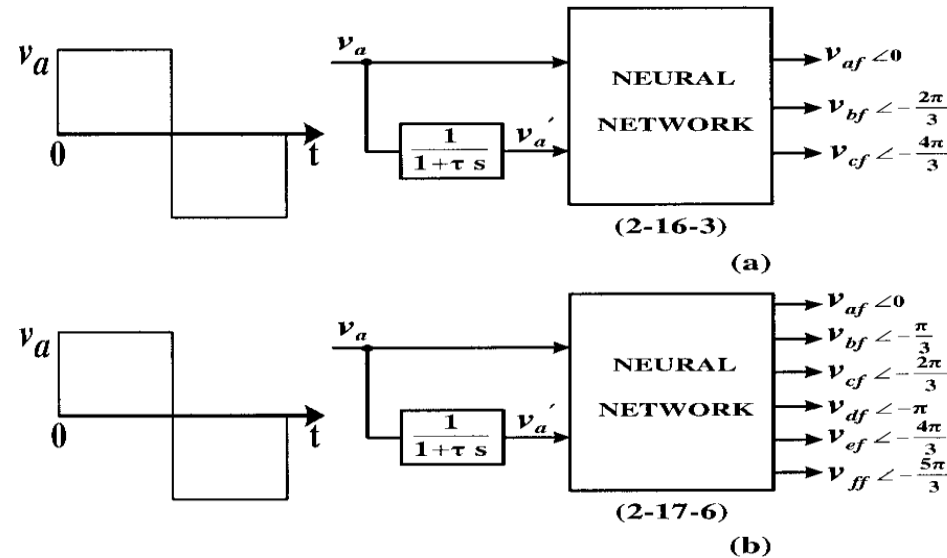 v_a
0
t
v_a
1
1+τ s
v_a′
NEURAL
NETWORK
(2-16-3)
v_af ∠0
v_bf ∠-2π/3
v_cf ∠-4π/3
(a)
v_a
0
t
v_a
1
1+τ s
v_a′
NEURAL
NETWORK
(2-17-6)
v_af ∠0
v_bf ∠-π/3
v_cf ∠-2π/3
v_df ∠-π
v_ef ∠-4π/3
v_ff ∠-5π/3
(b)